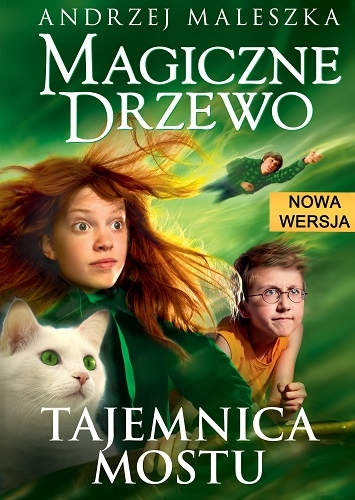 ANDRZEJ MALESZKA
MAGICZNE
DRZEWO
NOWA
WERSJA
TAJEMNICA
MOSTU